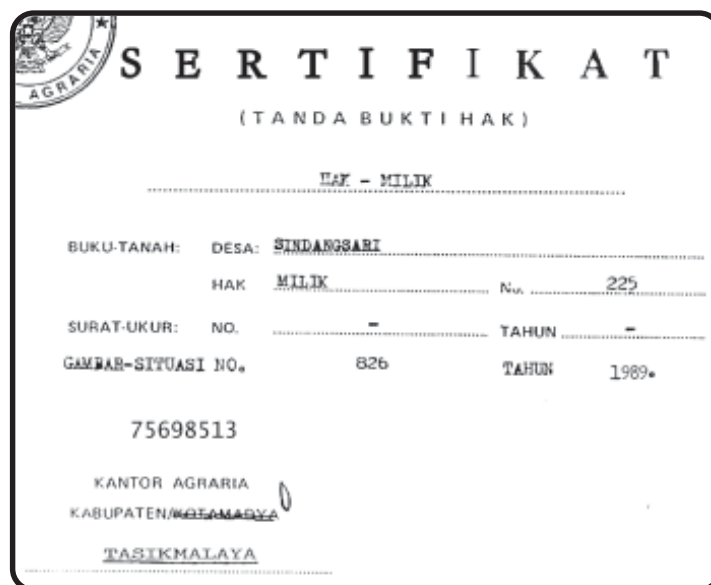 AGRARIA
SERTIFIKAT
(TANDA BUKTI HAK)
HAK - MILIK
BUKU-TANAH: DESA: SINDANGSARI
HAK MILIK No. 225
SURAT-UKUR: NO. - TAHUN -
GAMBAR-SITUASI NO. 826 TAHUN 1989.
75698513
KANTOR AGRARIA
KABUPATEN/KOTAMADYA
TASIKMALAYA